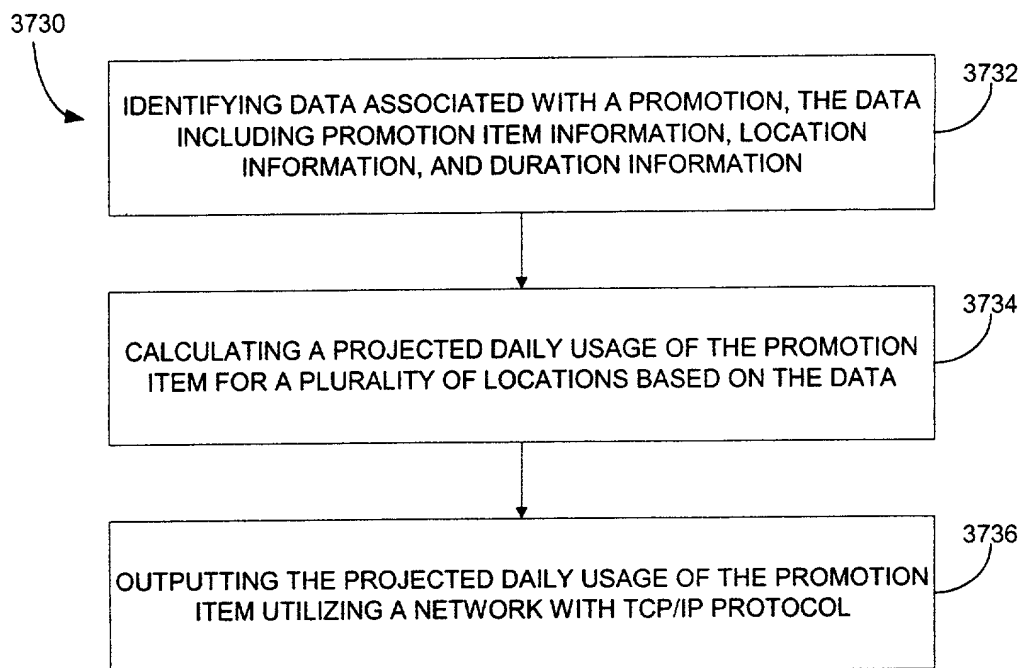 3730
3732
IDENTIFYING DATA ASSOCIATED WITH A PROMOTION, THE DATA
INCLUDING PROMOTION ITEM INFORMATION, LOCATION
INFORMATION, AND DURATION INFORMATION
3734
CALCULATING A PROJECTED DAILY USAGE OF THE PROMOTION
ITEM FOR A PLURALITY OF LOCATIONS BASED ON THE DATA
3736
OUTPUTTING THE PROJECTED DAILY USAGE OF THE PROMOTION
ITEM UTILIZING A NETWORK WITH TCP/IP PROTOCOL